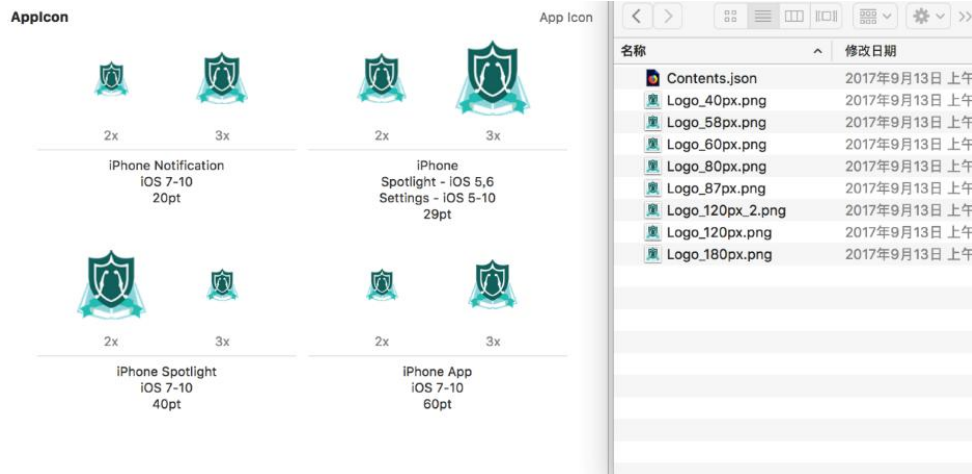 AppIcon
App Icon
2x
3x
2x
3x
iPhone Notification
iOS 7-10
20pt
iPhone
Spotlight - iOS 5,6
Settings - iOS 5-10
29pt
2x
3x
2x
3x
iPhone Spotlight
iOS 7-10
40pt
iPhone App
iOS 7-10
60pt
名称 修改日期
Contents.json 2017年9月13日 上午
Logo_40px.png 2017年9月13日 上午
Logo_58px.png 2017年9月13日 上午
Logo_60px.png 2017年9月13日 上午
Logo_80px.png 2017年9月13日 上午
Logo_87px.png 2017年9月13日 上午
Logo_120px_2.png 2017年9月13日 上午
Logo_120px.png 2017年9月13日 上午
Logo_180px.png 2017年9月13日 上午